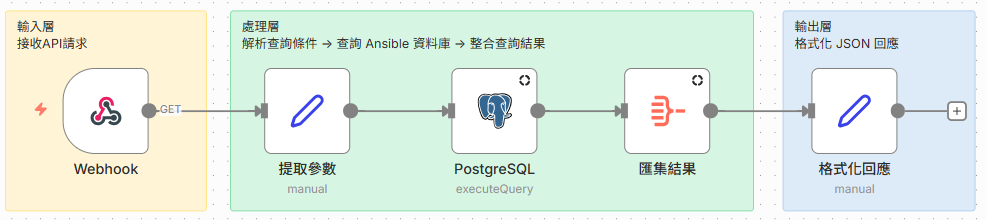 輸入層
接收API請求
處理層
解析查詢條件 → 查詢 Ansible 資料庫 → 整合查詢結果
輸出層
格式化 JSON 回應
GET
Webhook
提取參數
manual
PostgreSQL
executeQuery
匯集結果
格式化回應
manual